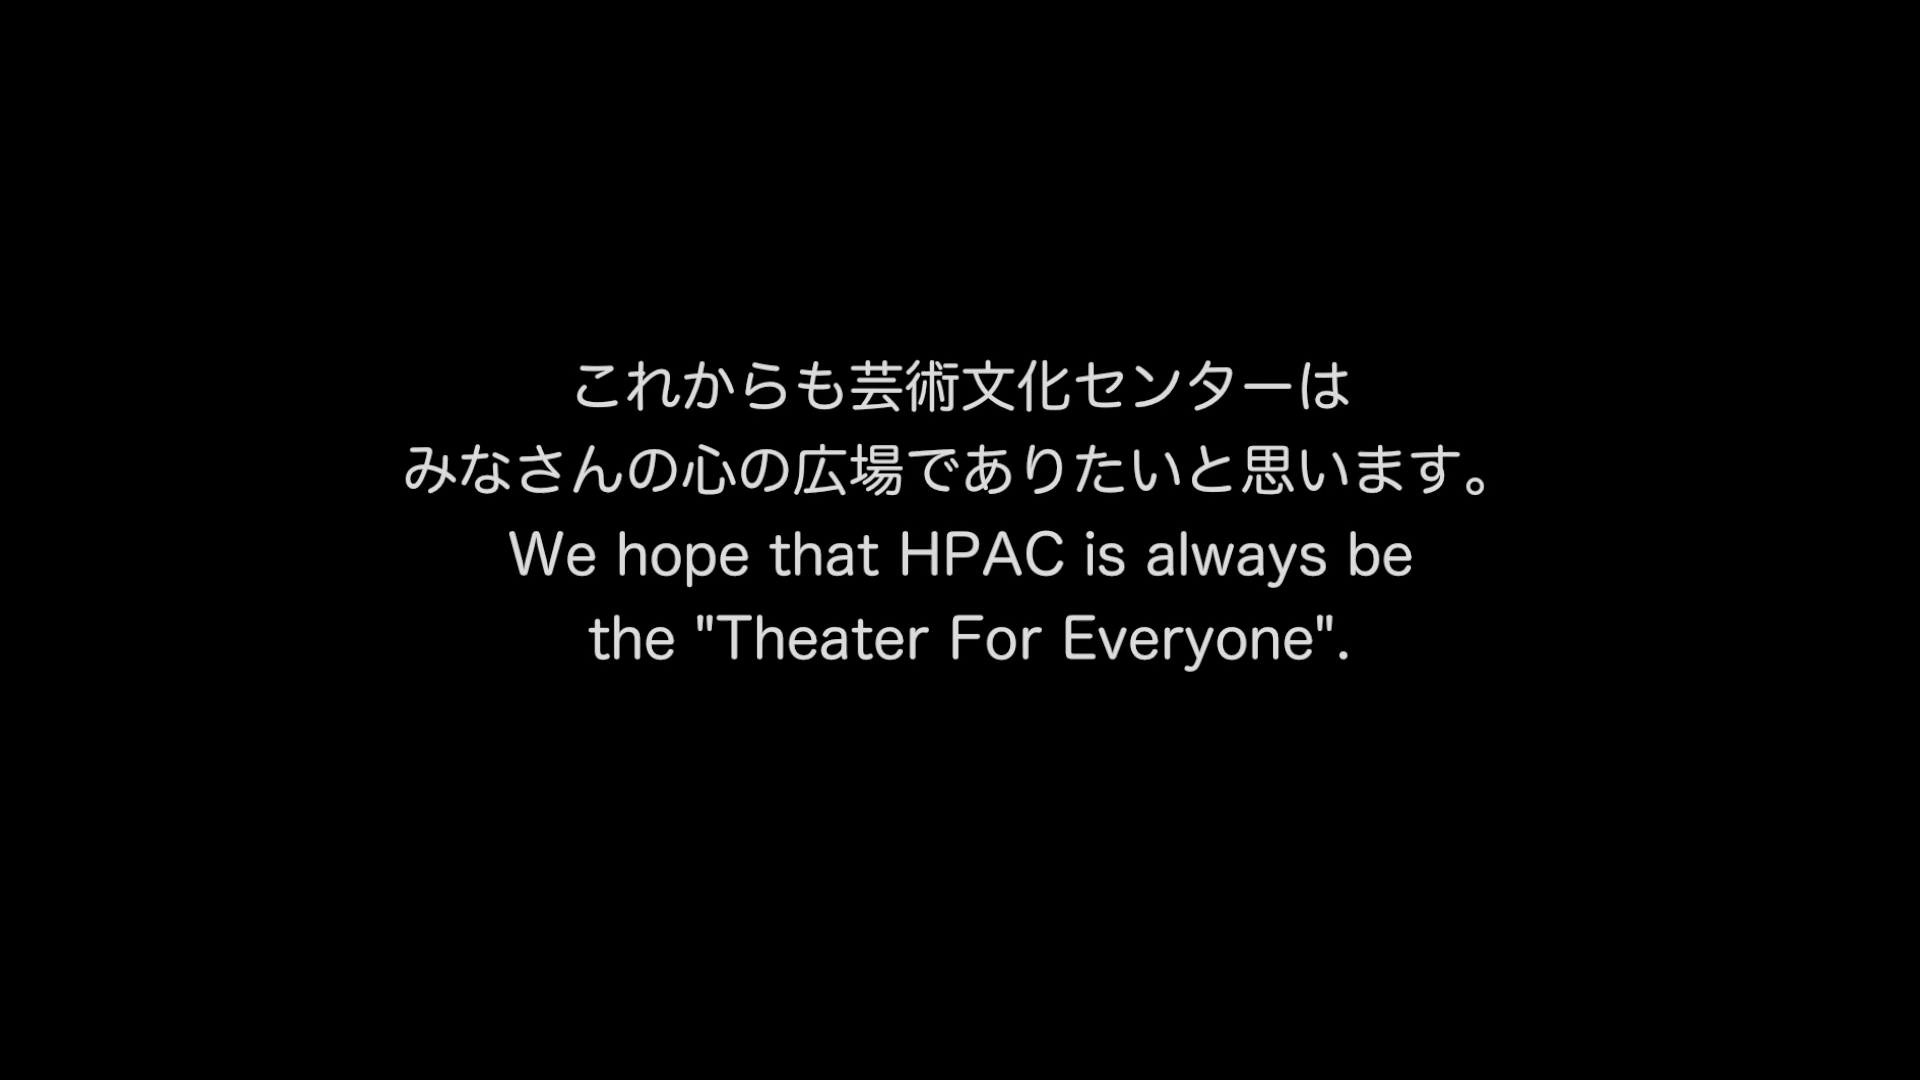 これからも芸術文化センターは
みなさんの心の広場でありたいと思います。
We hope that HPAC is always be
the "Theater For Everyone".